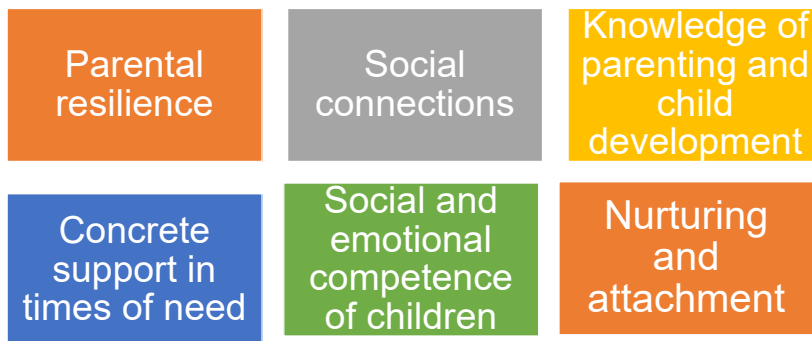 Parental
resilience
Social
connections
Knowledge of
parenting and
child
development
Concrete
support in
times of need
Social and
emotional
competence
of children
Nurturing
and
attachment